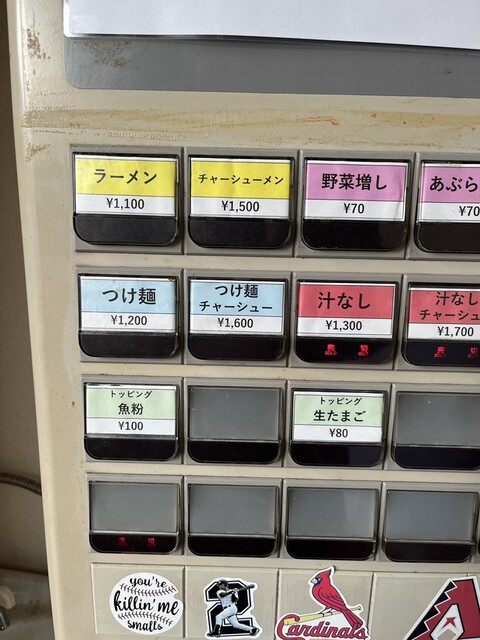 ラーメン
¥1,100
チャーシューメン
¥1,500
野菜増し
¥70
あぶら
¥70
つけ麺
¥1,200
つけ麺
チャーシュー
¥1,600
汁なし
¥1,300
売 切
SOLD OUT
汁なし
チャーシュ
¥1,700
売 切
SOLD OUT
トッピング
魚粉
¥100
トッピング
生たまご
¥80
売 切
you're
killin' me
smalls
2
Cardinals
A